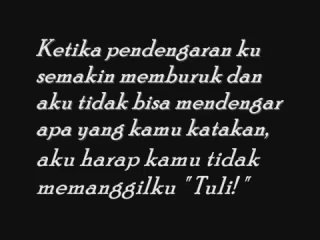 Ketika pendengaran ku
semakin memburuk dan
aku tidak bisa mendengar
apa yang kamu katakan,
aku harap kamu tidak
memanggilku "Tuli!"